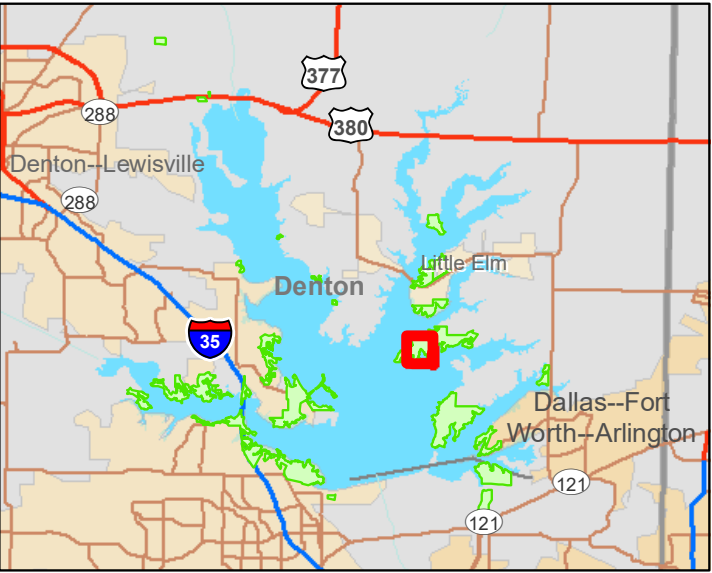 377
288
380
Denton--Lewisville
288
Little Elm
Denton
35
Dallas--Fort
Worth--Arlington
121
121